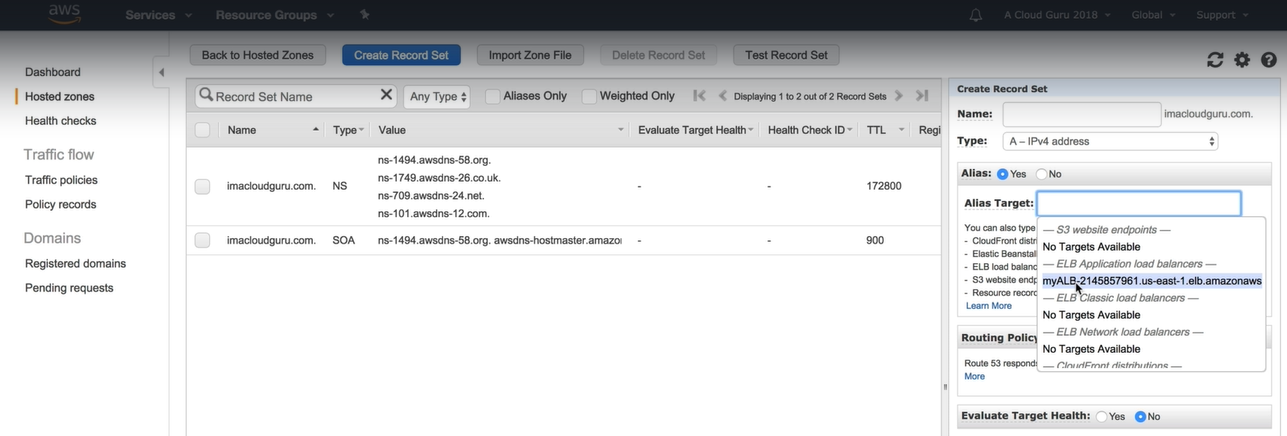 aws
Services
Resource Groups
A Cloud Guru 2018
Global
Support
Dashboard
Hosted zones
Health checks
Traffic flow
Traffic policies
Policy records
Domains
Registered domains
Pending requests
Back to Hosted Zones
Create Record Set
Import Zone File
Delete Record Set
Test Record Set
Record Set Name
Any Type
Aliases Only
Weighted Only
Displaying 1 to 2 out of 2 Record Sets
Name Type Value Evaluate Target Health Health Check ID TTL Regi
imacloudguru.com. NS
ns-1494.awsdns-58.org.
ns-1749.awsdns-26.co.uk.
ns-709.awsdns-24.net.
ns-101.awsdns-12.com.
- - 172800
imacloudguru.com. SOA ns-1494.awsdns-58.org. awsdns-hostmaster.amazo - - 900
Create Record Set
Name: imacloudguru.com.
Type: A – IPv4 address
Alias: Yes No
Alias Target:
You can also type
- CloudFront distr
- Elastic Beanstal
- ELB load balanc
- S3 website endp
- Resource recor
Learn More
— S3 website endpoints —
No Targets Available
— ELB Application load balancers —
myALB-2145857961.us-east-1.elb.amazonaws
— ELB Classic load balancers —
No Targets Available
— ELB Network load balancers —
No Targets Available
— CloudFront distributions —
Routing Policy
Route 53 respond
More
Evaluate Target Health: Yes No